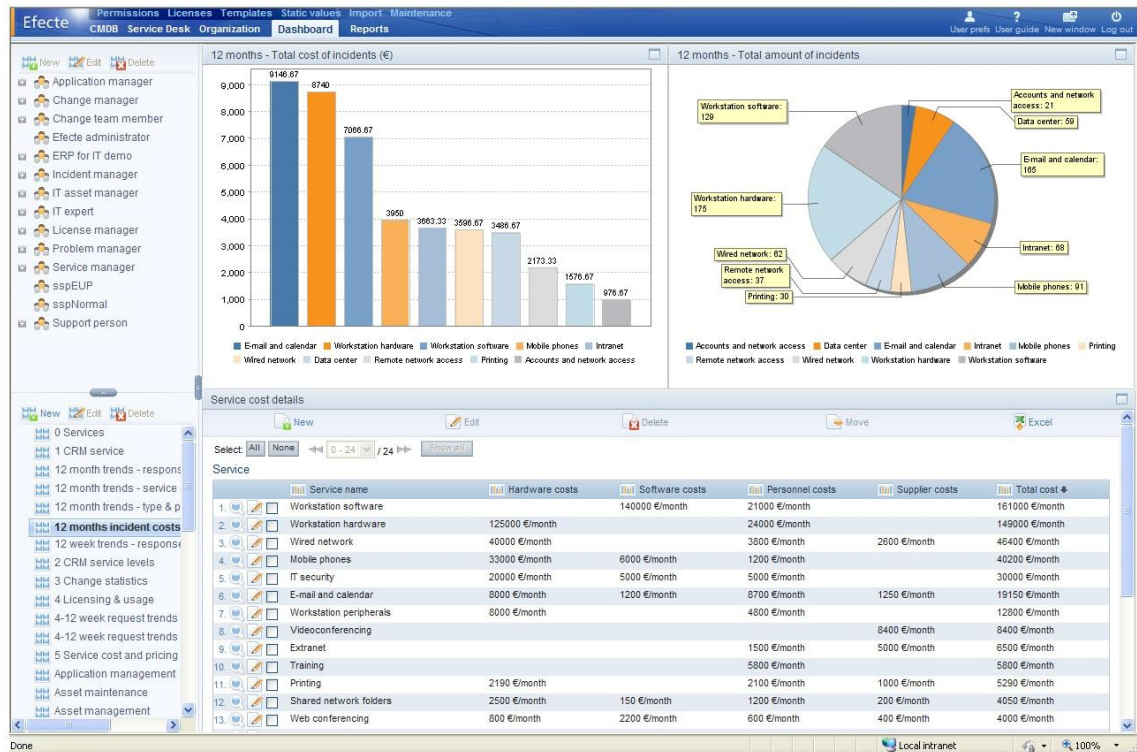 Efecte
Permissions Licenses Templates Static values Import Maintenance
CMDB Service Desk Organization Dashboard Reports
User prefs User guide New window Log out
New Edit Delete
Application manager
Change manager
Change team member
Efecte administrator
ERP for IT demo
Incident manager
IT asset manager
IT expert
License manager
Problem manager
Service manager
sspEUP
sspNormal
Support person
12 months - Total cost of incidents (€)
9,000
8,000
7,000
6,000
5,000
4,000
3,000
2,000
1,000
0
9146.67
8740
7066.67
3950
3663.33
3596.67
3486.67
2173.33
1576.67
976.67
E-mail and calendar Workstation hardware Workstation software Mobile phones Intranet
Wired network Data center Remote network access Printing Accounts and network access
12 months - Total amount of incidents
Workstation software:
129
Accounts and network
access: 21
Data center: 59
E-mail and calendar:
165
Workstation hardware:
175
Intranet: 68
Wired network: 62
Remote network
access: 37
Mobile phones: 91
Printing: 30
Accounts and network access Data center E-mail and calendar Intranet Mobile phones Printing
Remote network access Wired network Workstation hardware Workstation software
New Edit Delete
0 Services
1 CRM service
12 month trends - respons
12 month trends - service
12 month trends - type & p
12 months incident costs
12 week trends - response
2 CRM service levels
3 Change statistics
4 Licensing & usage
4-12 week request trends
4-12 week request trends
5 Service cost and pricing
Application management
Asset maintenance
Asset management
Service cost details
New Edit Delete Move Excel
Select: All None 0 - 24 / 24 Show all
Service
Service name Hardware costs Software costs Personnel costs Supplier costs Total cost
1. Workstation software 140000 €/month 21000 €/month 161000 €/month
2. Workstation hardware 125000 €/month 24000 €/month 149000 €/month
3. Wired network 40000 €/month 3800 €/month 2600 €/month 46400 €/month
4. Mobile phones 33000 €/month 6000 €/month 1200 €/month 40200 €/month
5. IT security 20000 €/month 5000 €/month 5000 €/month 30000 €/month
6. E-mail and calendar 8000 €/month 1200 €/month 8700 €/month 1250 €/month 19150 €/month
7. Workstation peripherals 8000 €/month 4800 €/month 12800 €/month
8. Videoconferencing 8400 €/month 8400 €/month
9. Extranet 1500 €/month 5000 €/month 6500 €/month
10. Training 5800 €/month 5800 €/month
11. Printing 2190 €/month 2100 €/month 1000 €/month 5290 €/month
12. Shared network folders 2500 €/month 150 €/month 1200 €/month 200 €/month 4050 €/month
13. Web conferencing 800 €/month 2200 €/month 600 €/month 400 €/month 4000 €/month
Done Local intranet 100%